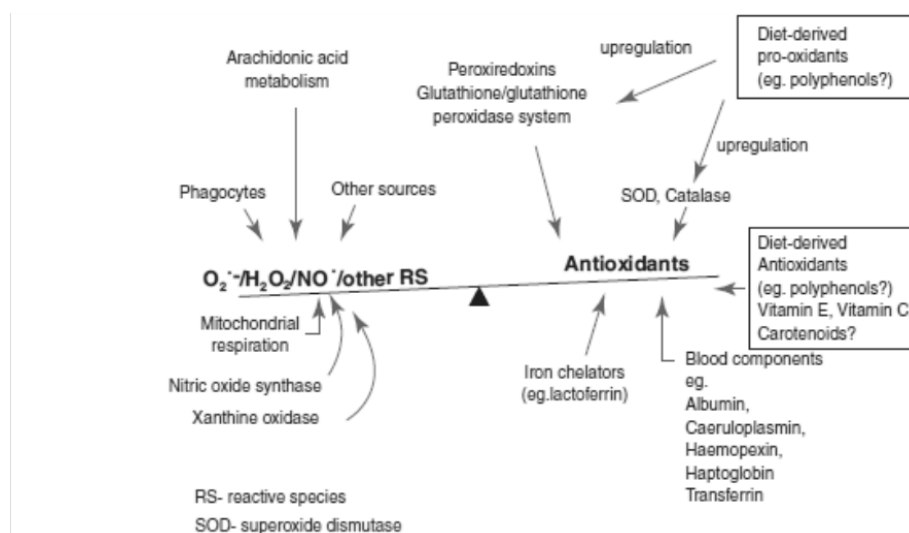 Arachidonic acid
metabolism
Phagocytes
Other sources
O₂˙⁻/H₂O₂/NO˙/other RS
Mitochondrial
respiration
Nitric oxide synthase
Xanthine oxidase
RS- reactive species
SOD- superoxide dismutase
upregulation
Peroxiredoxins
Glutathione/glutathione
peroxidase system
Diet-derived
pro-oxidants
(eg. polyphenols?)
upregulation
SOD, Catalase
Antioxidants
Diet-derived
Antioxidants
(eg. polyphenols?)
Vitamin E, Vitamin C
Carotenoids?
Iron chelators
(eg.lactoferrin)
Blood components
eg.
Albumin,
Caeruloplasmin,
Haemopexin,
Haptoglobin
Transferrin